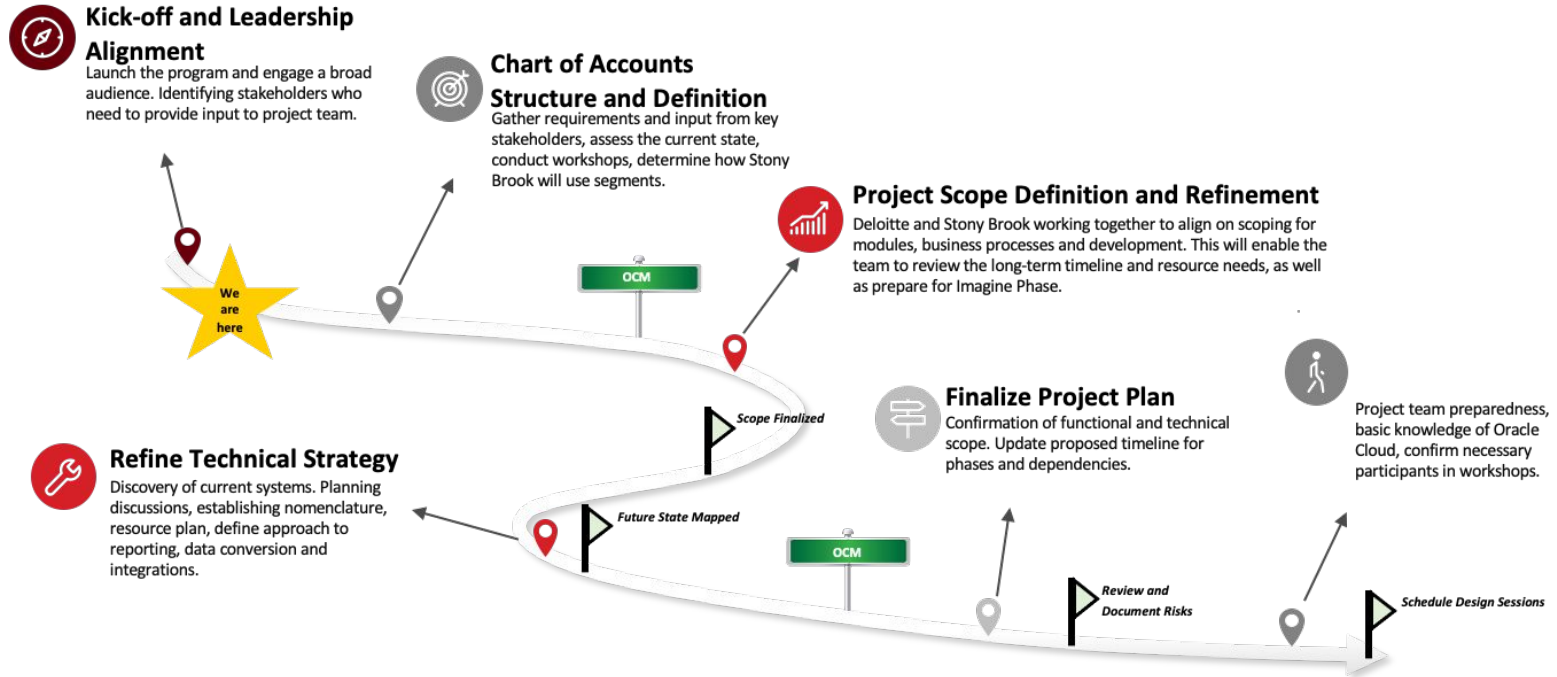 Kick-off and Leadership
Alignment
Launch the program and engage a broad
audience. Identifying stakeholders who
need to provide input to project team.
Chart of Accounts
Structure and Definition
Gather requirements and input from key
stakeholders, assess the current state,
conduct workshops, determine how Stony
Brook will use segments.
Project Scope Definition and Refinement
Deloitte and Stony Brook working together to align on scoping for
modules, business processes and development. This will enable the
team to review the long-term timeline and resource needs, as well
as prepare for Imagine Phase.
We
are
here
OCM
Scope Finalized
Finalize Project Plan
Confirmation of functional and technical
scope. Update proposed timeline for
phases and dependencies.
Project team preparedness,
basic knowledge of Oracle
Cloud, confirm necessary
participants in workshops.
Refine Technical Strategy
Discovery of current systems. Planning
discussions, establishing nomenclature,
resource plan, define approach to
reporting, data conversion and
integrations.
Future State Mapped
OCM
Review and
Document Risks
Schedule Design Sessions